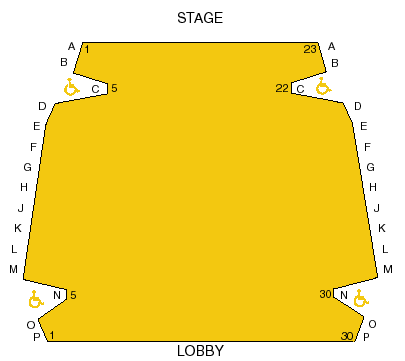 STAGE
A 1 23 A
B B
C 5 22 C
D D
E E
F F
G G
H H
J J
K K
L L
M M
N 5 30 N
O O
P 1 30 P
LOBBY